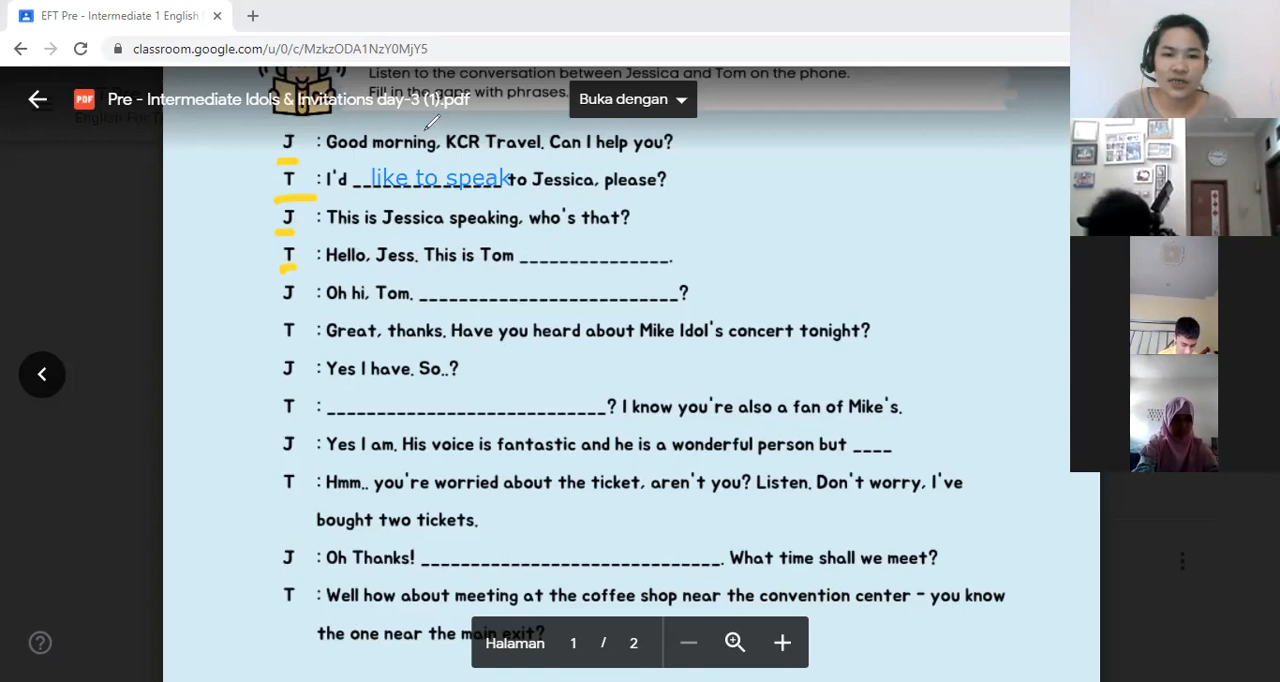 EFT Pre - Intermediate 1 English
classroom.google.com/u/0/c/MzkzODA1NzY0MjY5
Listen to the conversation between Jessica and Tom on the phone.
Fill in the gaps with phrases.
PDF Pre - Intermediate Idols & Invitations day-3 (1).pdf
Buka dengan
J : Good morning, KCR Travel. Can I help you?
T : I'd _ like to speak to Jessica, please?
J : This is Jessica speaking, who's that?
T : Hello, Jess. This is Tom _______________.
J : Oh hi, Tom. __________________________?
T : Great, thanks. Have you heard about Mike Idol's concert tonight?
J : Yes I have. So..?
T : ____________________________? I know you're also a fan of Mike's.
J : Yes I am. His voice is fantastic and he is a wonderful person but ____
T : Hmm.. you're worried about the ticket, aren't you? Listen. Don't worry, I've
bought two tickets.
J : Oh Thanks! ______________________________. What time shall we meet?
T : Well how about meeting at the coffee shop near the convention center - you know
the one near the main exit?
Halaman 1 / 2